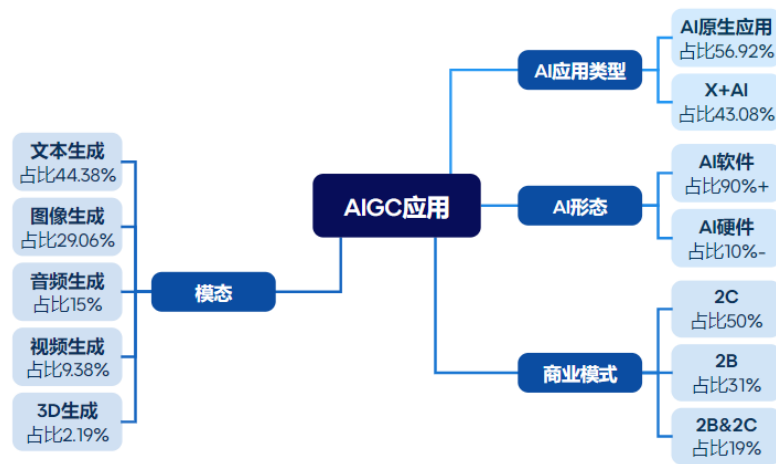 AIGC应用
模态
文本生成
占比44.38%
图像生成
占比29.06%
音频生成
占比15%
视频生成
占比9.38%
3D生成
占比2.19%
AI应用类型
AI原生应用
占比56.92%
X+AI
占比43.08%
AI形态
AI软件
占比90%+
AI硬件
占比10%-
商业模式
2C
占比50%
2B
占比31%
2B&2C
占比19%